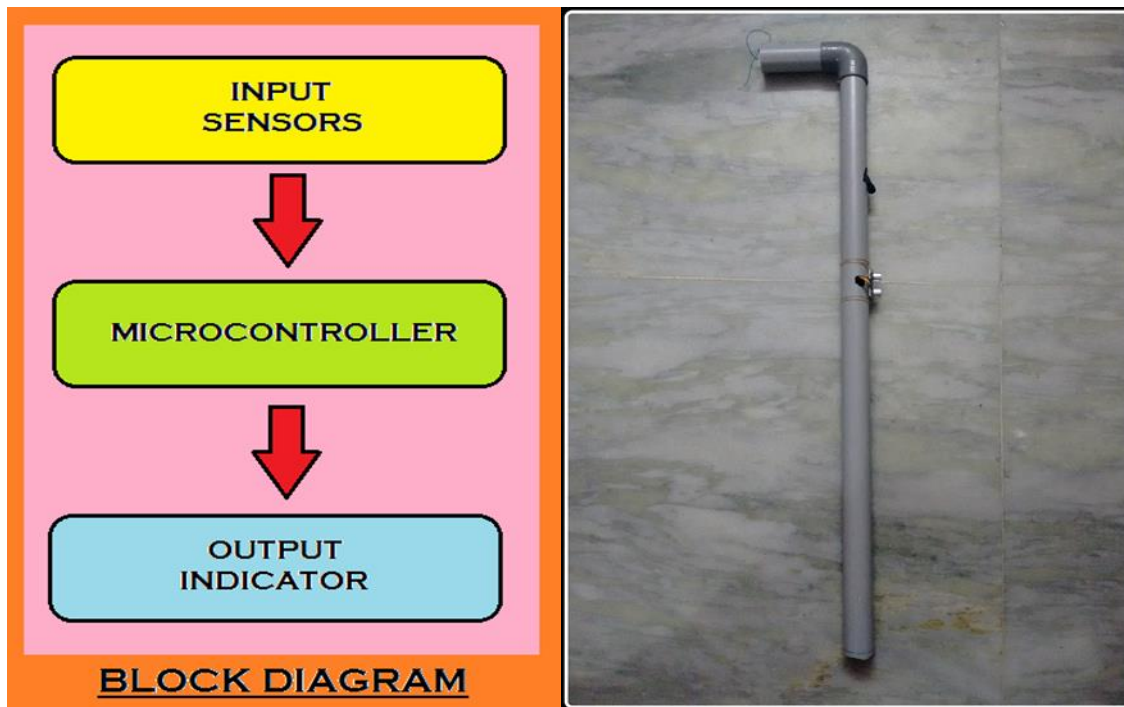 INPUT
SENSORS
MICROCONTROLLER
OUTPUT
INDICATOR
BLOCK DIAGRAM